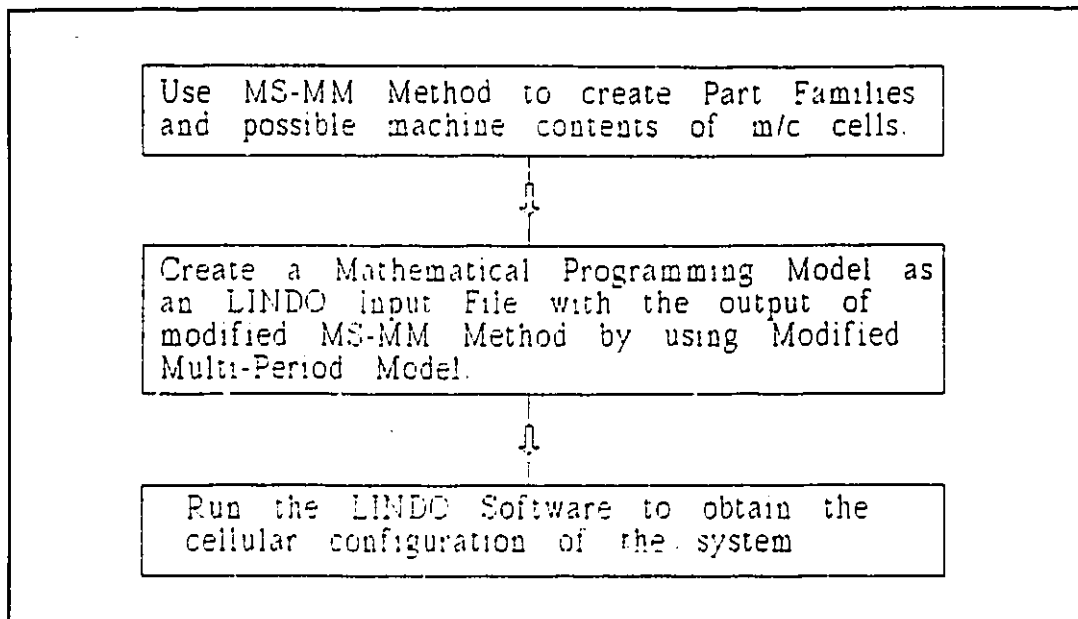 Use MS-MM Method to create Part Families
and possible machine contents of m/c cells.
Create a Mathematical Programming Model as
an LINDO Input File with the output of
modified MS-MM Method by using Modified
Multi-Period Model.
Run the LINDO Software to obtain the
cellular configuration of the system